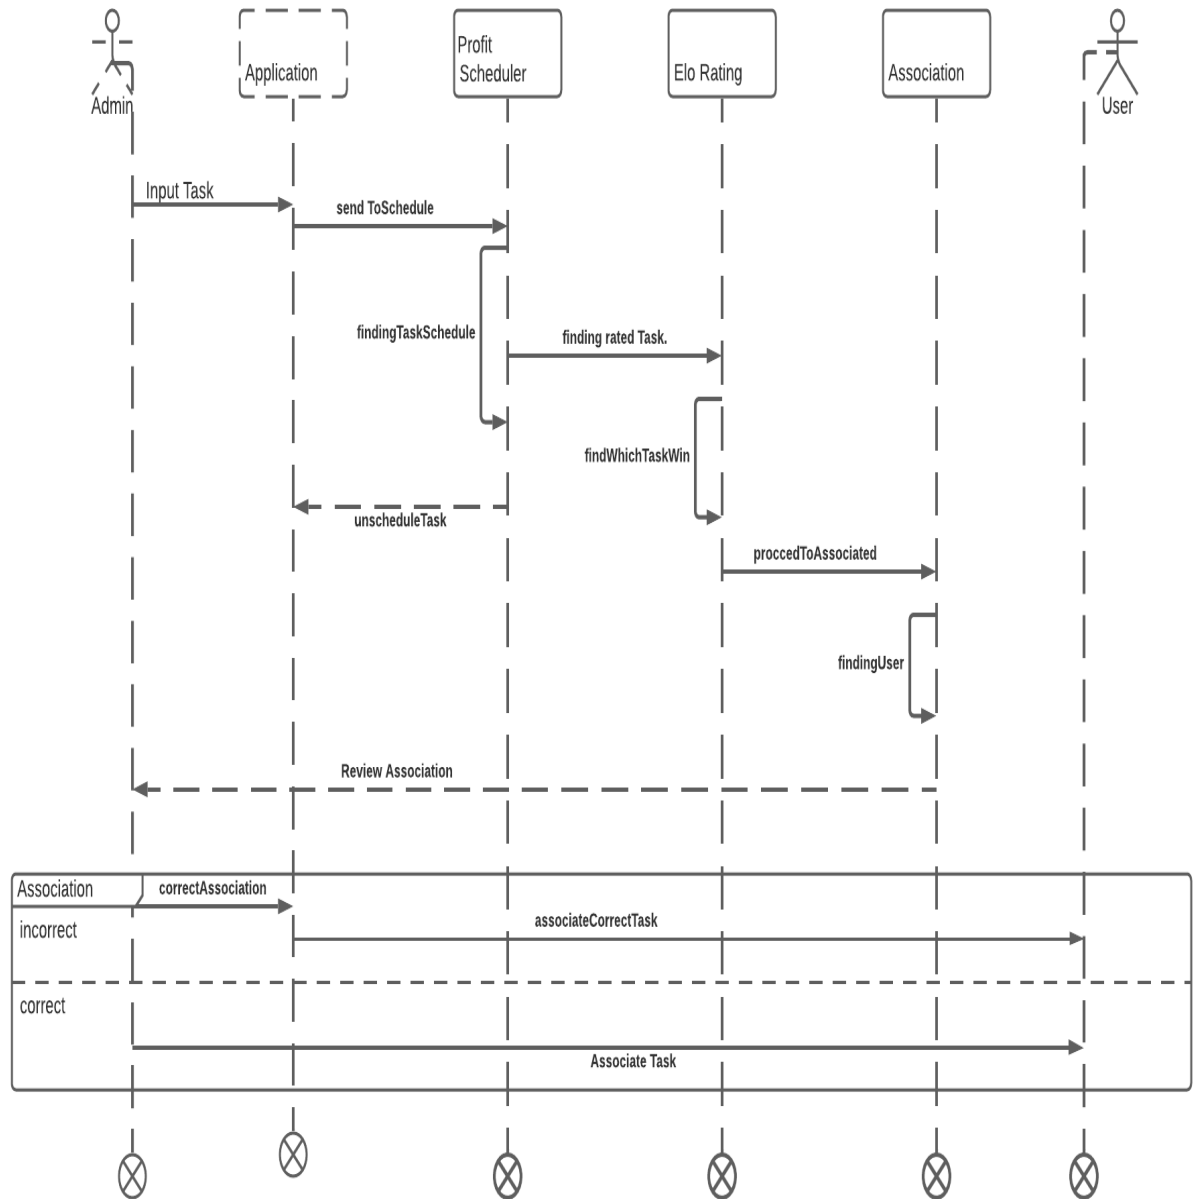 Admin
Application
Profit
Scheduler
Elo Rating
Association
User
Input Task
send ToSchedule
findingTaskSchedule
finding rated Task.
findWhichTaskWin
unscheduleTask
proccedToAssociated
findingUser
Review Association
Association
correctAssociation
incorrect
associateCorrectTask
correct
Associate Task